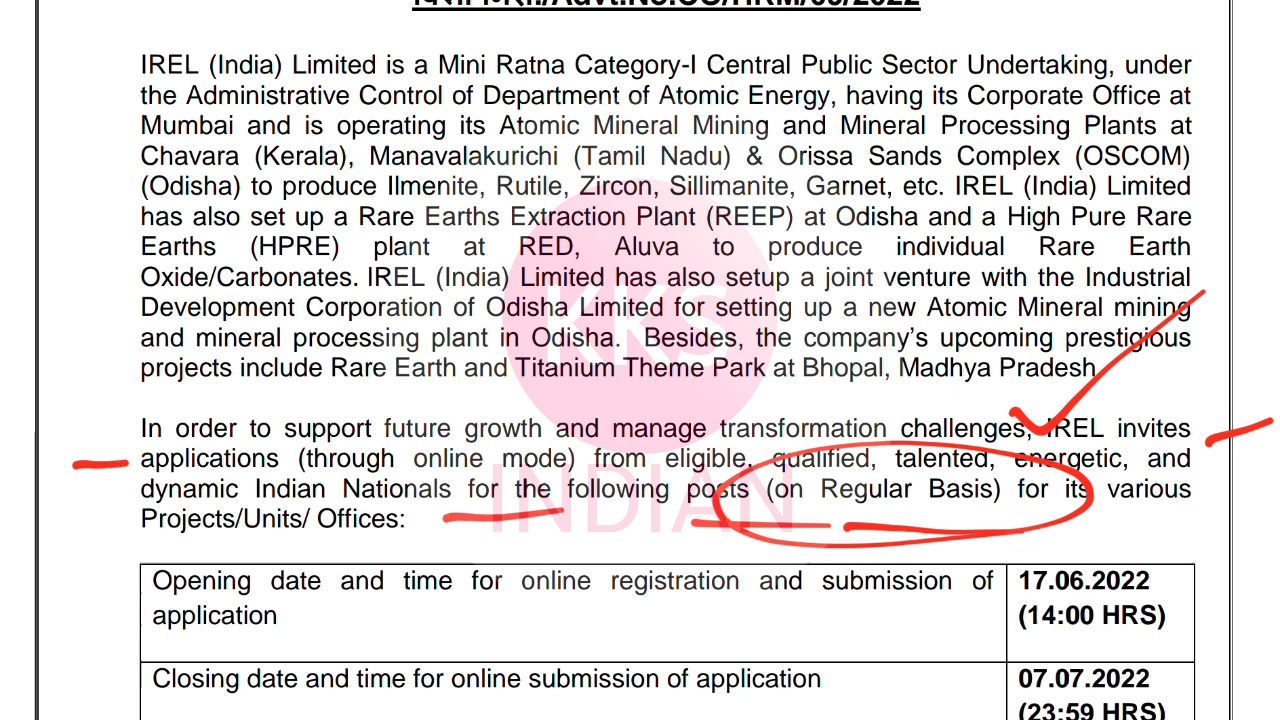 /Advt.No.CO/HRM/05/2022
IREL (India) Limited is a Mini Ratna Category-I Central Public Sector Undertaking, under
the Administrative Control of Department of Atomic Energy, having its Corporate Office at
Mumbai and is operating its Atomic Mineral Mining and Mineral Processing Plants at
Chavara (Kerala), Manavalakurichi (Tamil Nadu) & Orissa Sands Complex (OSCOM)
(Odisha) to produce Ilmenite, Rutile, Zircon, Sillimanite, Garnet, etc. IREL (India) Limited
has also set up a Rare Earths Extraction Plant (REEP) at Odisha and a High Pure Rare
Earths (HPRE) plant at RED, Aluva to produce individual Rare Earth
Oxide/Carbonates. IREL (India) Limited has also setup a joint venture with the Industrial
Development Corporation of Odisha Limited for setting up a new Atomic Mineral mining
and mineral processing plant in Odisha. Besides, the company's upcoming prestigious
projects include Rare Earth and Titanium Theme Park at Bhopal, Madhya Pradesh
KKS
In order to support future growth and manage transformation challenges, IREL invites
applications (through online mode) from eligible, qualified, talented, energetic, and
dynamic Indian Nationals for the following posts (on Regular Basis) for its various
Projects/Units/ Offices:
INDIAN
Opening date and time for online registration and submission of application
17.06.2022
(14:00 HRS)
Closing date and time for online submission of application
07.07.2022
(23:59 HRS)